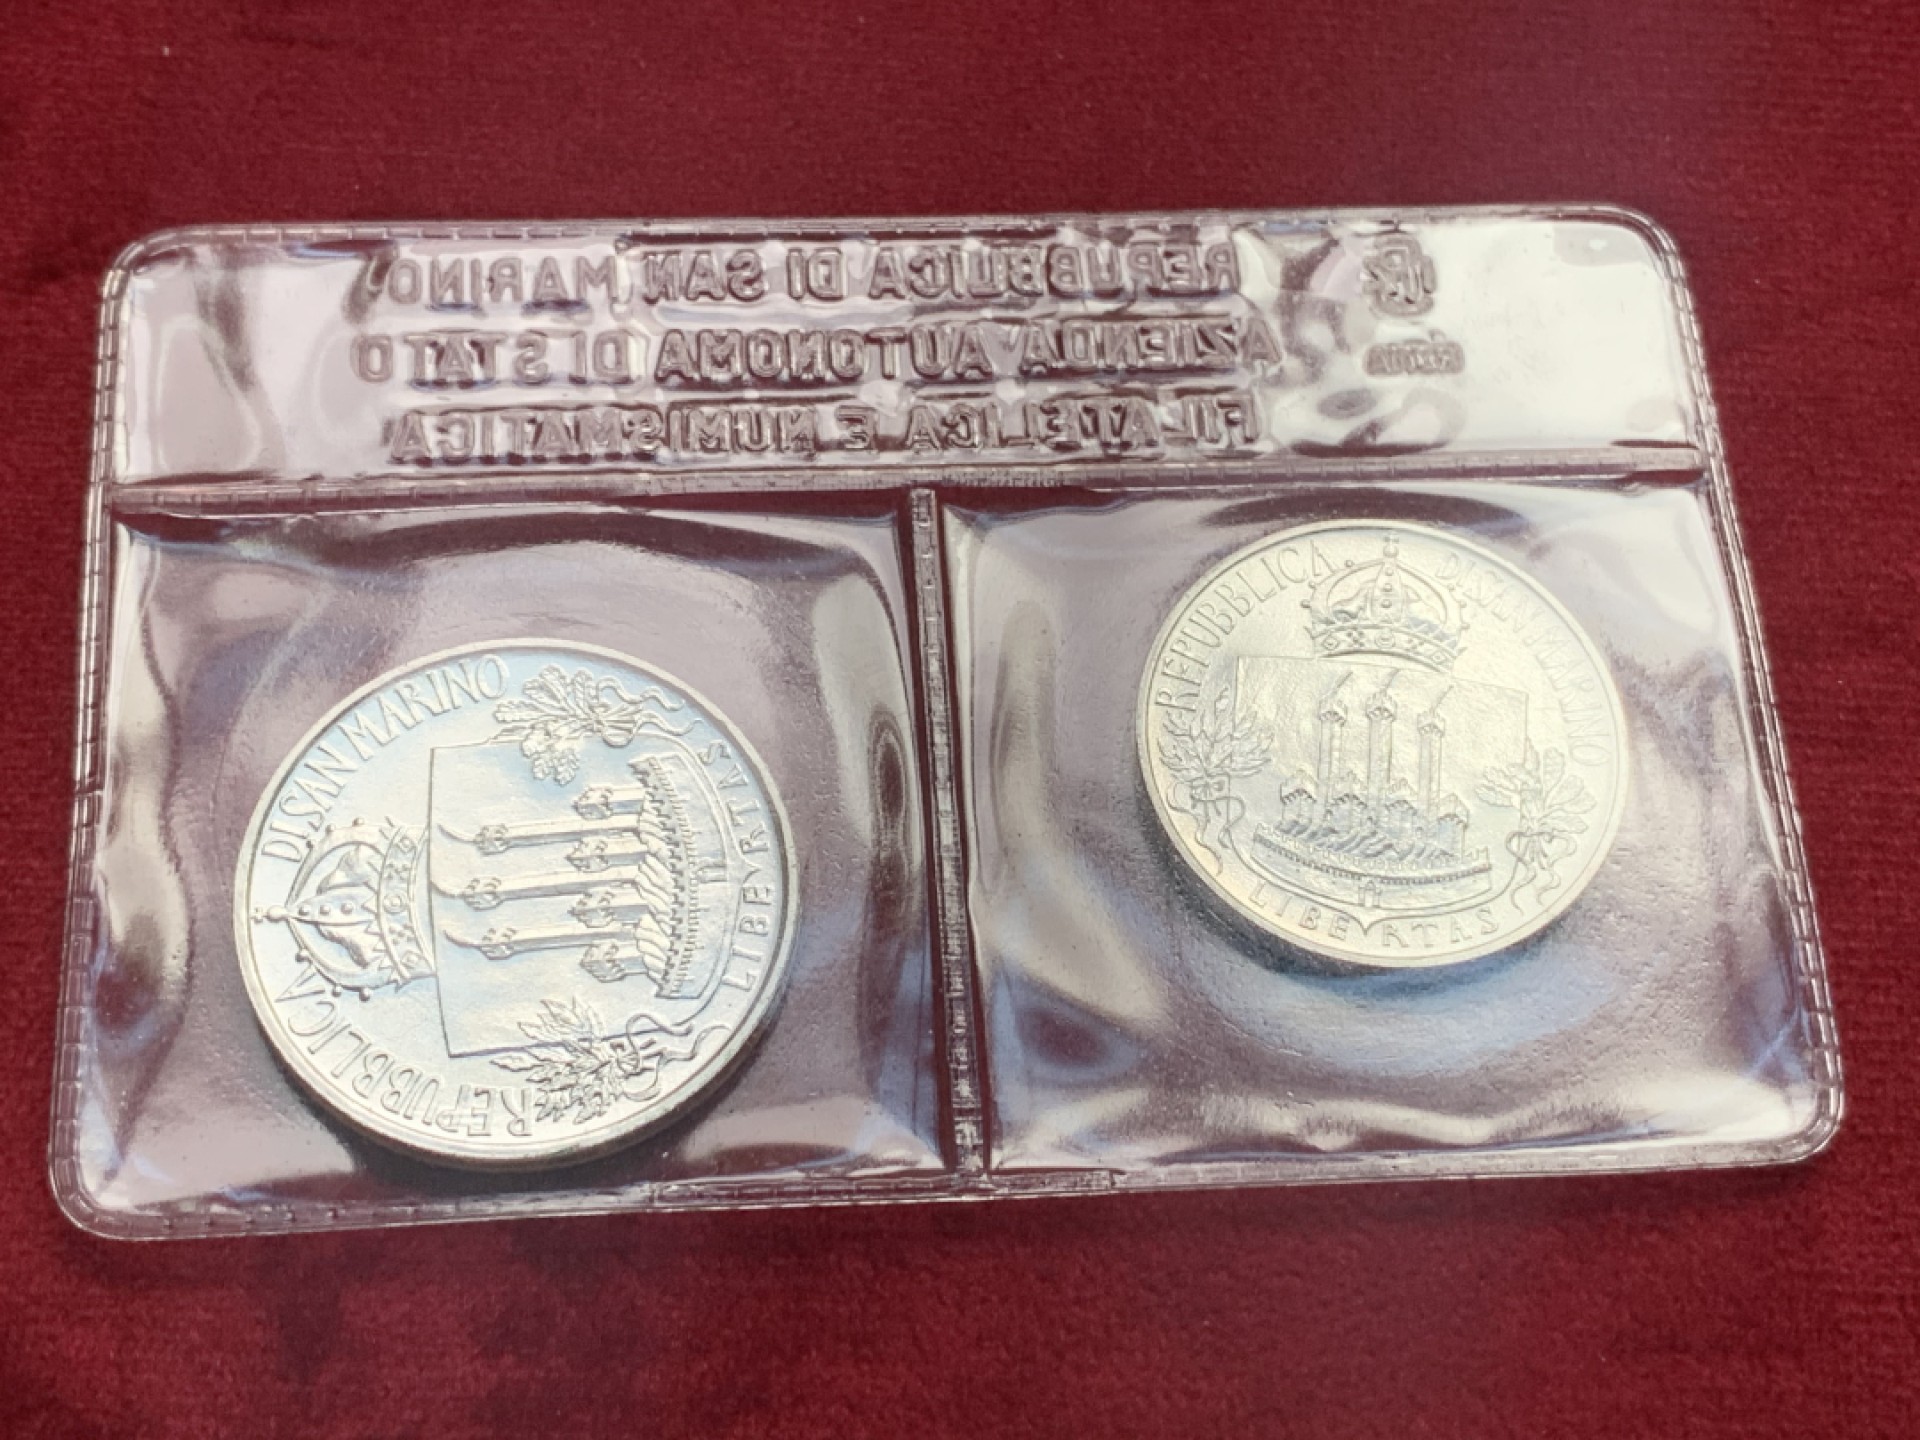 REPUBBLICA DI SAN MARINO
AZIENDA AUTONOMA DI STATO
FILATELICA E NUMISMATICA
REPUBBLICA DI SAN MARINO
LIBERTAS
REPUBBLICA DI SAN MARINO
LIBERTAS